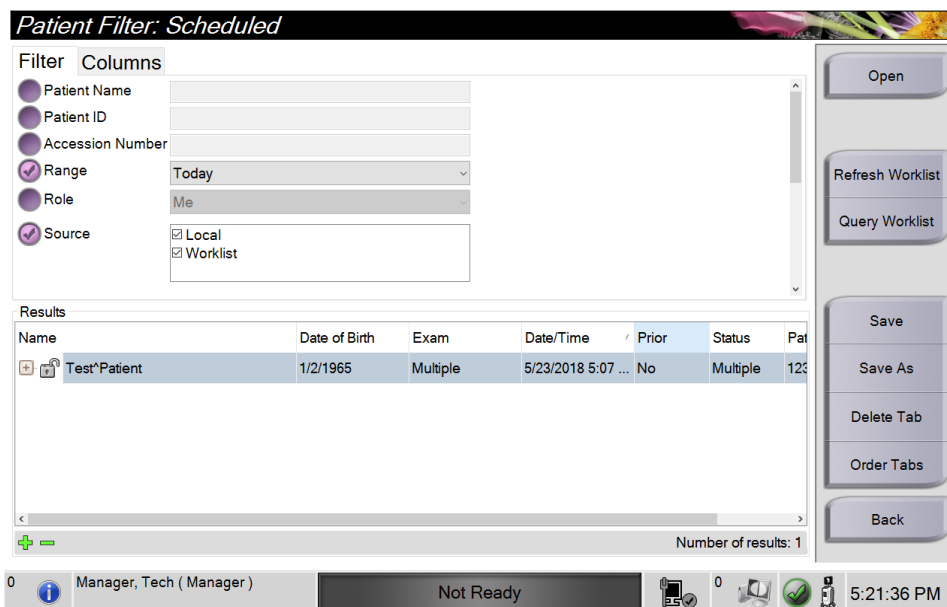 Patient Filter: Scheduled
Filter Columns
Patient Name
Patient ID
Accession Number
Range Today
Role Me
Source
Local
Worklist
Open
Refresh Worklist
Query Worklist
Save
Save As
Delete Tab
Order Tabs
Back
Results
Name Date of Birth Exam Date/Time Prior Status Pat
Test^Patient 1/2/1965 Multiple 5/23/2018 5:07 ... No Multiple 123
Number of results: 1
0 Manager, Tech ( Manager ) Not Ready 0 5:21:36 PM